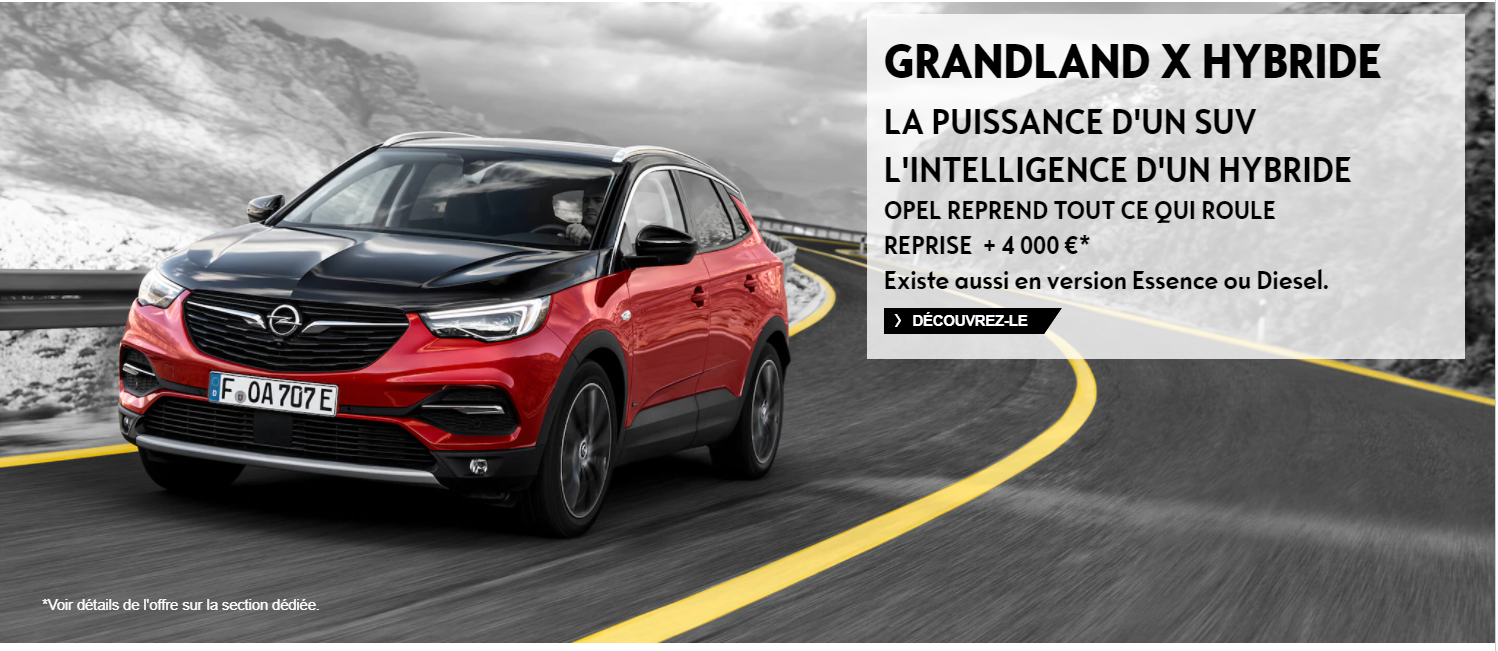 GRANDLAND X HYBRIDE
LA PUISSANCE D'UN SUV
L'INTELLIGENCE D'UN HYBRIDE
OPEL REPREND TOUT CE QUI ROULE
REPRISE + 4 000 €*
Existe aussi en version Essence ou Diesel.
❯ DÉCOUVREZ-LE
D F OA 707 E
*Voir détails de l'offre sur la section dédiée.